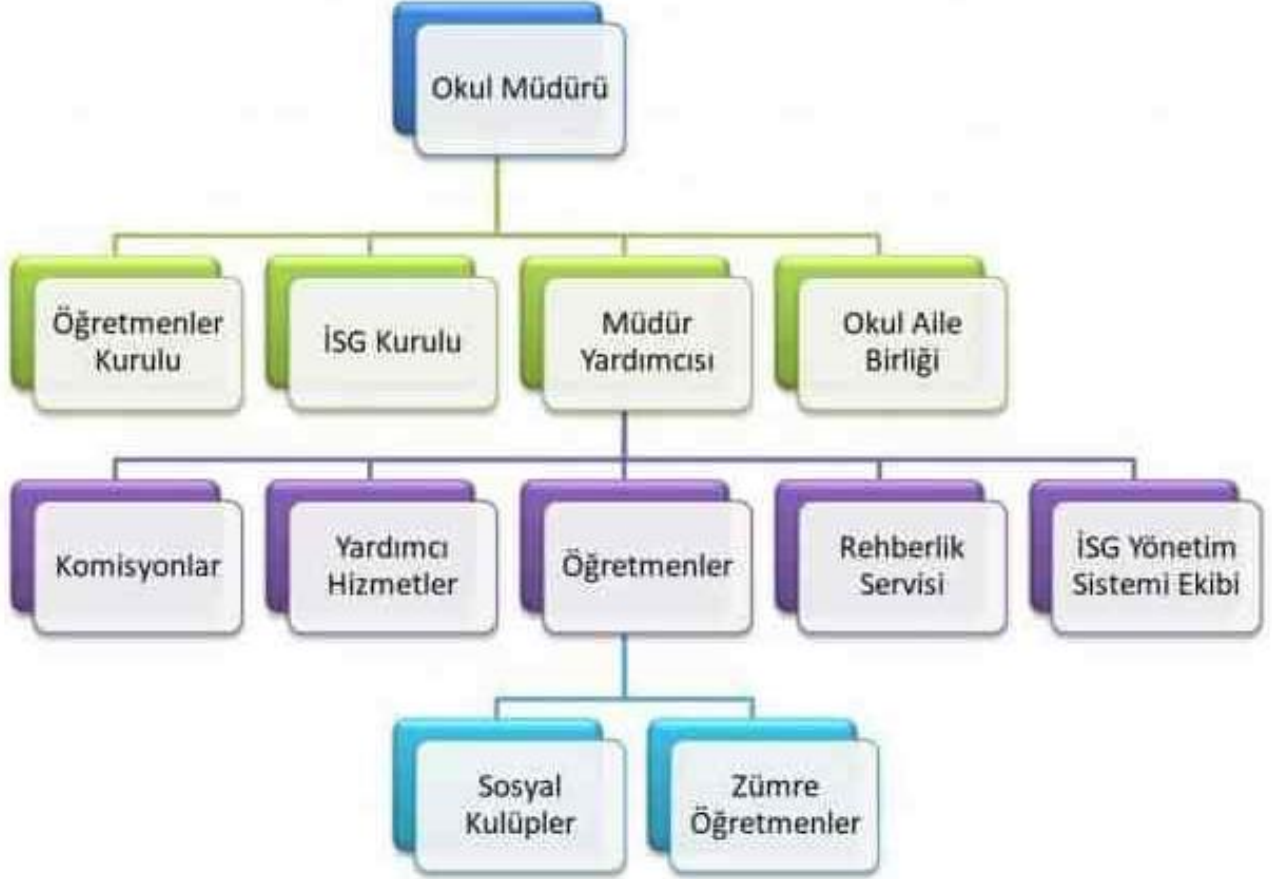 Okul Müdürü
Öğretmenler
Kurulu
İSG Kurulu
Müdür
Yardımcısı
Okul Aile
Birliği
Komisyonlar
Yardımcı
Hizmetler
Öğretmenler
Rehberlik
Servisi
İSG Yönetim
Sistemi Ekibi
Sosyal
Kulüpler
Zümre
Öğretmenler